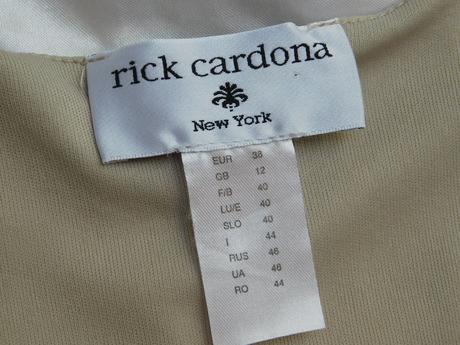 rick cardona
New York
EUR 38
GB 12
F/B 40
LU/E 40
SLO 40
I 44
RUS 46
UA 46
RO 44